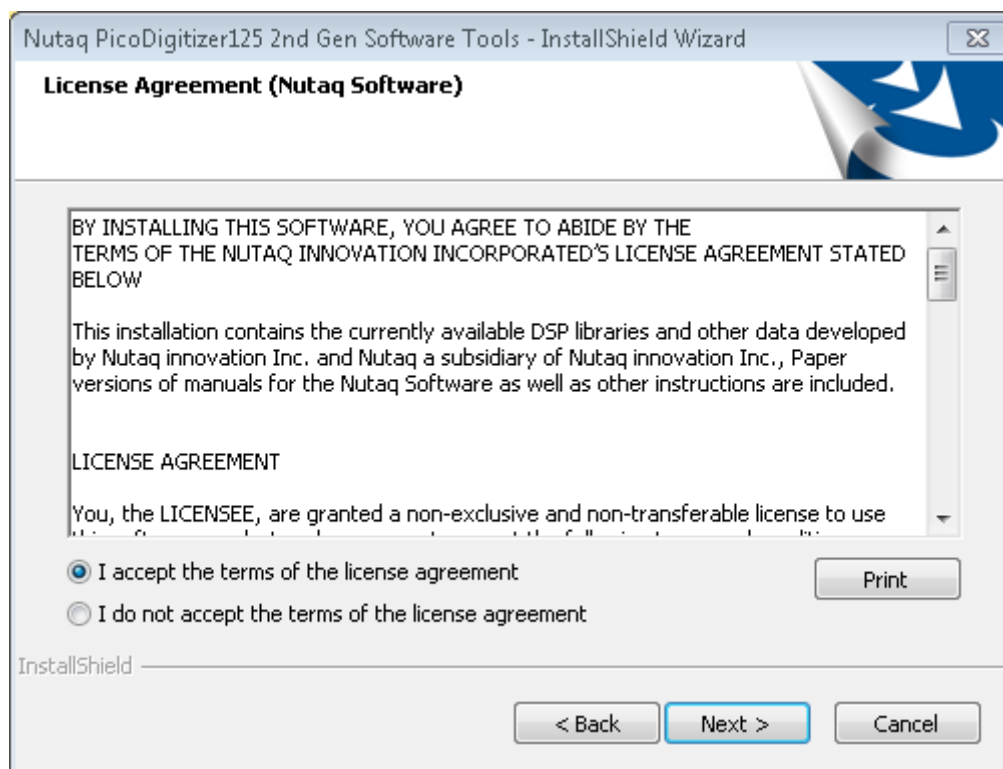 Nutaq PicoDigitizer125 2nd Gen Software Tools - InstallShield Wizard
License Agreement (Nutaq Software)
BY INSTALLING THIS SOFTWARE, YOU AGREE TO ABIDE BY THE
TERMS OF THE NUTAQ INNOVATION INCORPORATED'S LICENSE AGREEMENT STATED
BELOW
This installation contains the currently available DSP libraries and other data developed
by Nutaq innovation Inc. and Nutaq a subsidiary of Nutaq innovation Inc., Paper
versions of manuals for the Nutaq Software as well as other instructions are included.
LICENSE AGREEMENT
You, the LICENSEE, are granted a non-exclusive and non-transferable license to use
I accept the terms of the license agreement
Print
I do not accept the terms of the license agreement
InstallShield
< Back
Next >
Cancel